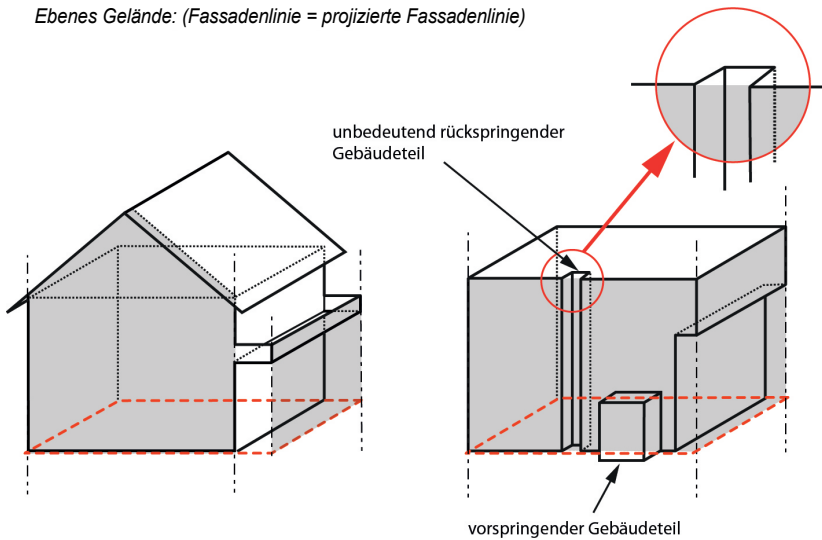 Ebenes Gelände: (Fassadenlinie = projizierte Fassadenlinie)
unbedeutend rückspringender
Gebäudeteil
vorspringender Gebäudeteil